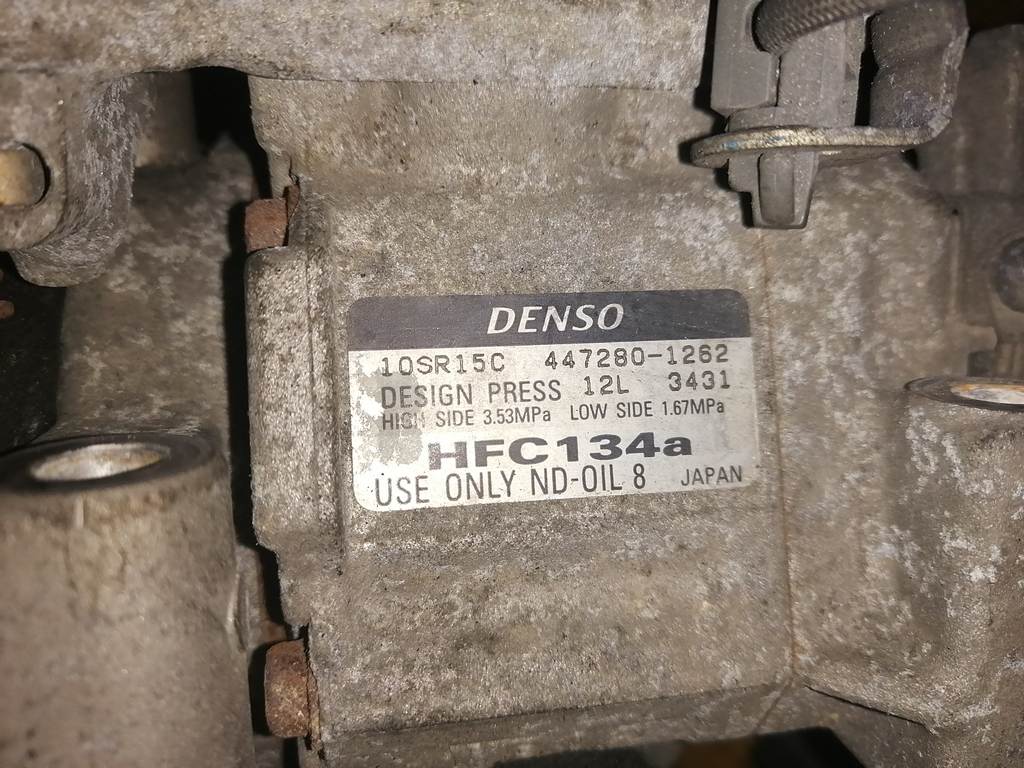 DENSO
10SR15C 447280-1262
DESIGN PRESS 12L 3431
HIGH SIDE 3.53MPa LOW SIDE 1.67MPa
HFC134a
USE ONLY ND-OIL 8 JAPAN